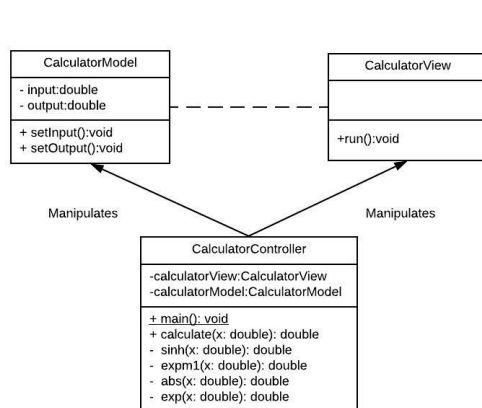 CalculatorModel
- input:double
- output:double
+ setInput():void
+ setOutput():void
CalculatorView
+run():void
Manipulates
Manipulates
CalculatorController
-calculatorView:CalculatorView
-calculatorModel:CalculatorModel
+ main(): void
+ calculate(x: double): double
- sinh(x: double): double
- expm1(x: double): double
- abs(x: double): double
- exp(x: double): double